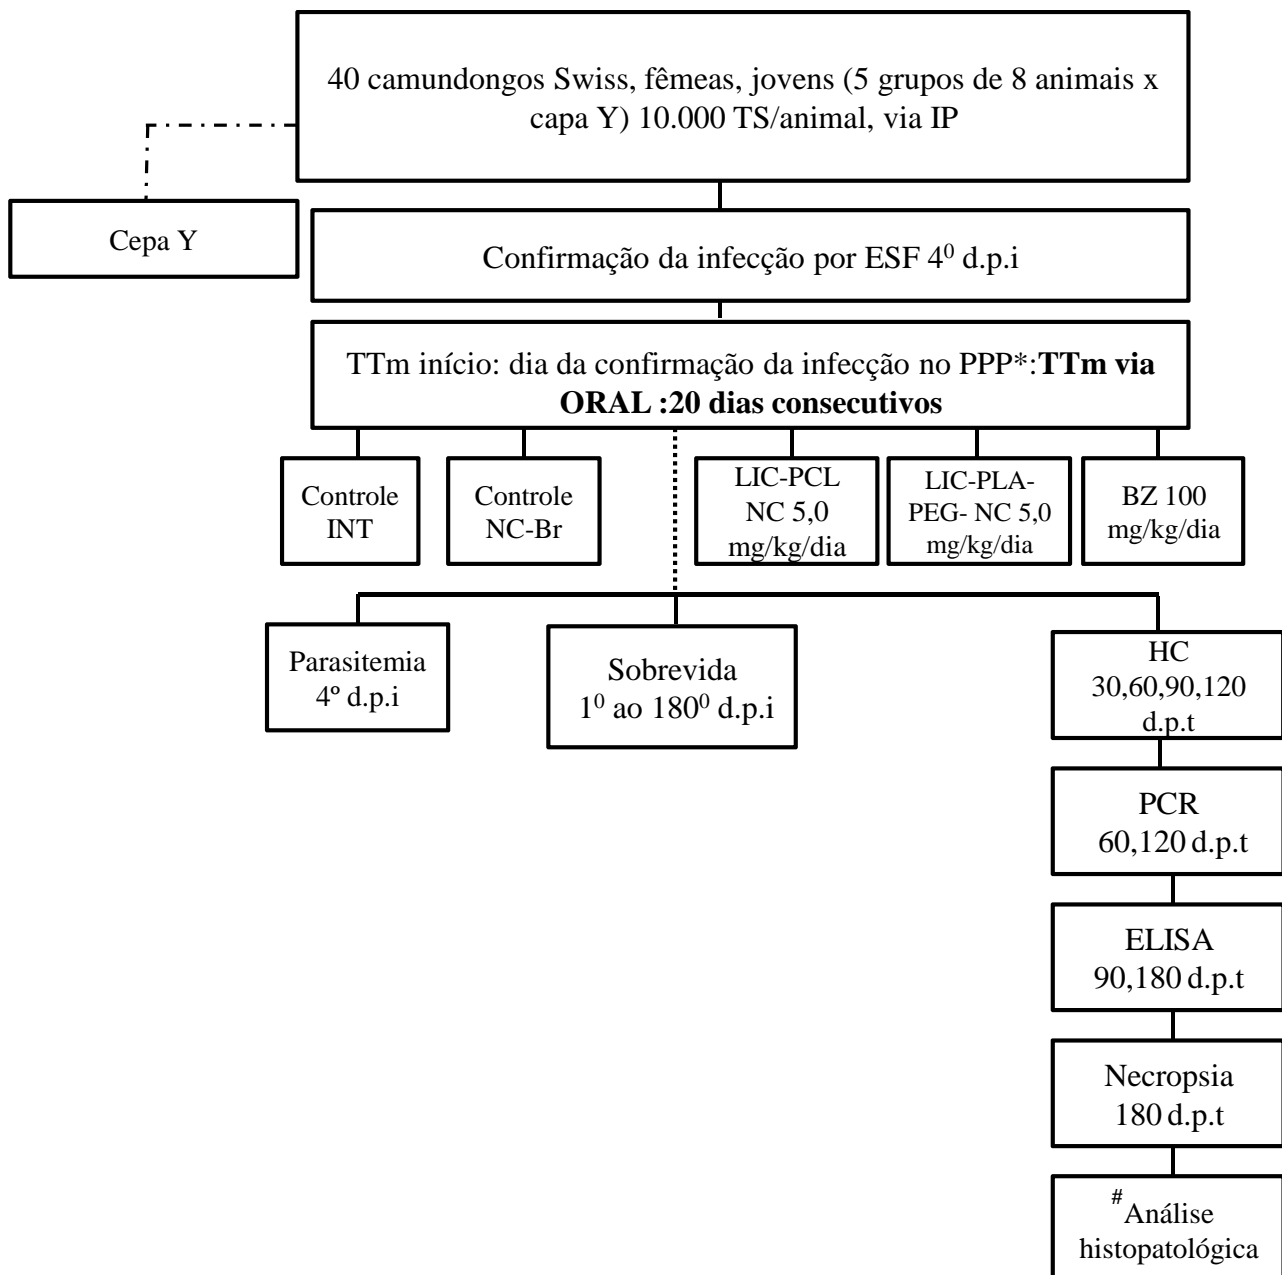 40 camundongos Swiss, fêmeas, jovens (5 grupos de 8 animais x
capa Y) 10.000 TS/animal, via IP
Cepa Y
Confirmação da infecção por ESF 4⁰ d.p.i
TTm início: dia da confirmação da infecção no PPP*:TTm via
ORAL :20 dias consecutivos
Controle
INT
Controle
NC-Br
LIC-PCL
NC 5,0
mg/kg/dia
LIC-PLA-
PEG- NC 5,0
mg/kg/dia
BZ 100
mg/kg/dia
Parasitemia
4º d.p.i
Sobrevida
1⁰ ao 180⁰ d.p.i
HC
30,60,90,120
d.p.t
PCR
60,120 d.p.t
ELISA
90,180 d.p.t
Necropsia
180 d.p.t
#Análise
histopatológica